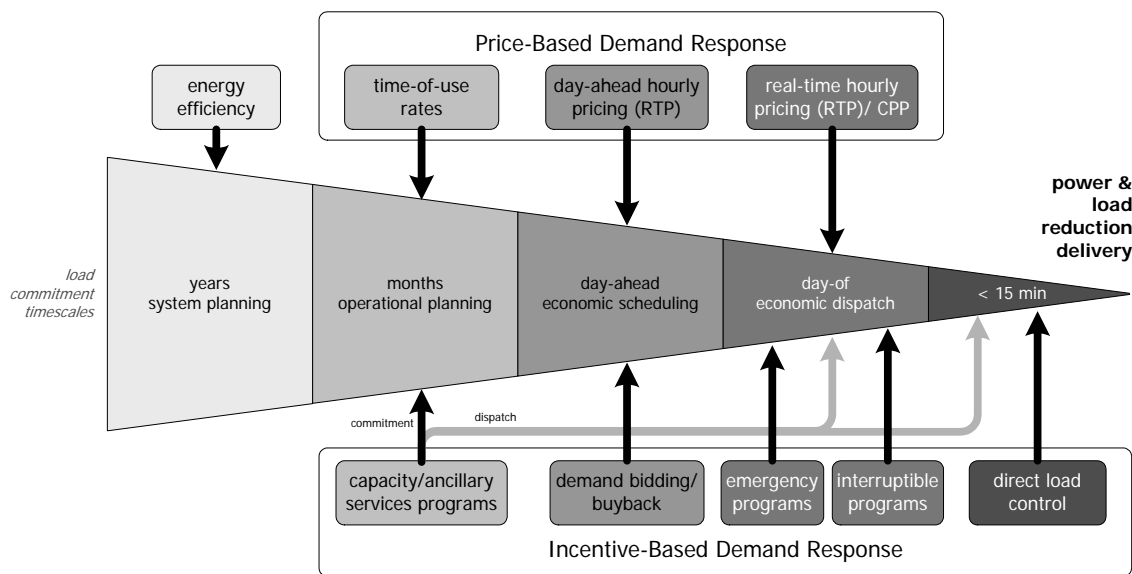 Price-Based Demand Response
energy
efficiency
time-of-use
rates
day-ahead hourly
pricing (RTP)
real-time hourly
pricing (RTP)/ CPP
power &
load
reduction
delivery
load
commitment
timescales
years
system planning
months
operational planning
day-ahead
economic scheduling
day-of
economic dispatch
< 15 min
commitment
dispatch
capacity/ancillary
services programs
demand bidding/
buyback
emergency
programs
interruptible
programs
direct load
control
Incentive-Based Demand Response